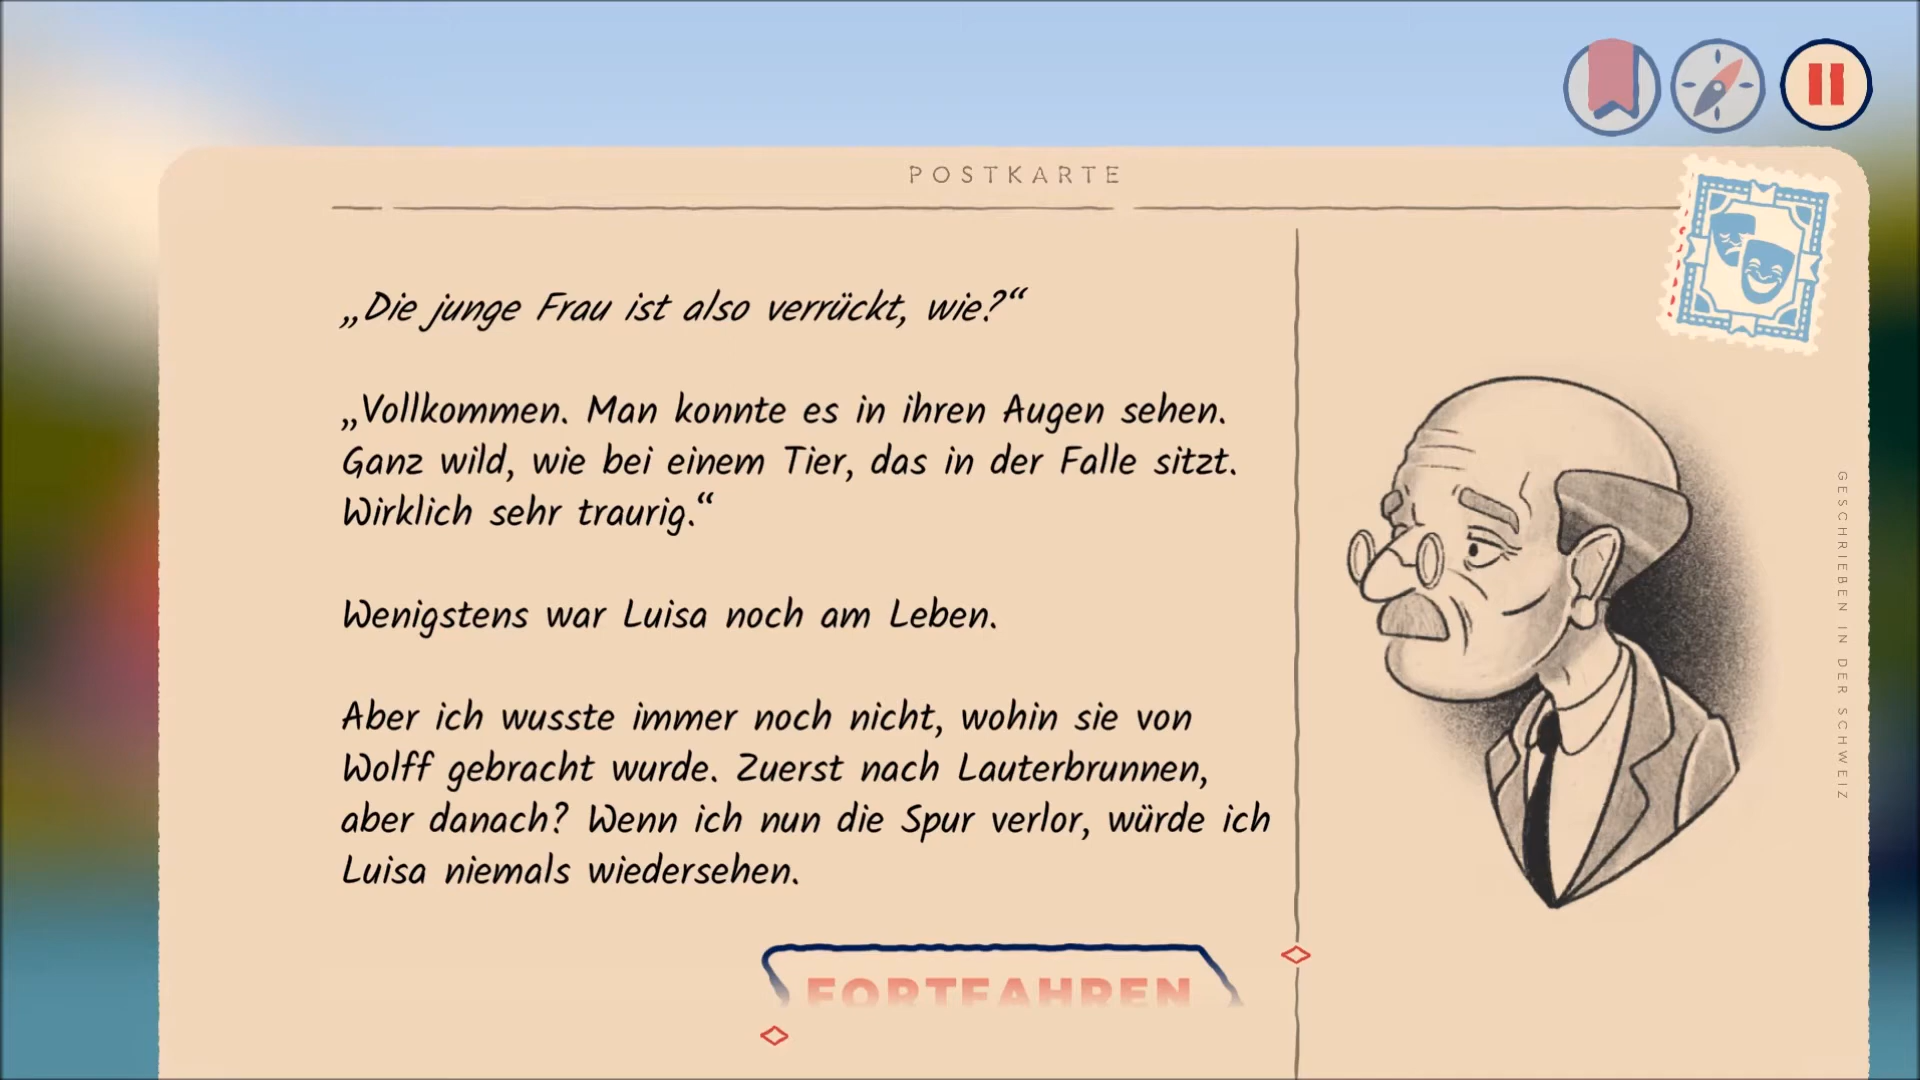 POSTKARTE
„Die junge Frau ist also verrückt, wie?“
„Vollkommen. Man konnte es in ihren Augen sehen.
Ganz wild, wie bei einem Tier, das in der Falle sitzt.
Wirklich sehr traurig.“
Wenigstens war Luisa noch am Leben.
Aber ich wusste immer noch nicht, wohin sie von
Wolff gebracht wurde. Zuerst nach Lauterbrunnen,
aber danach? Wenn ich nun die Spur verlor, würde ich
Luisa niemals wiedersehen.
FORTFAHREN
GESCHRIEBEN IN DER SCHWEIZ